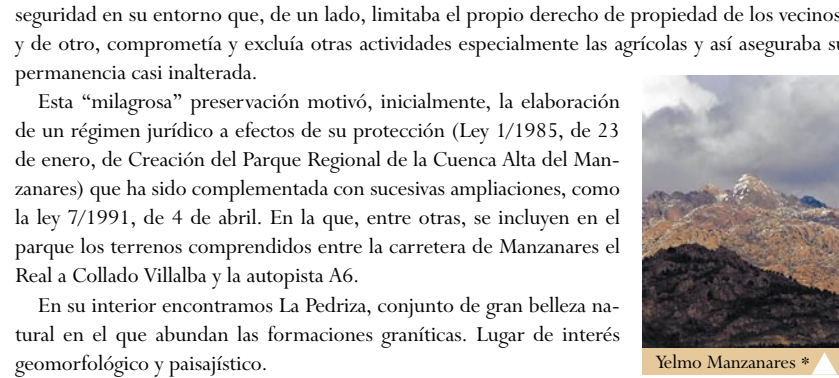 seguridad en su entorno que, de un lado, limitaba el propio derecho de propiedad de los vecinos
y de otro, comprometía y excluía otras actividades especialmente las agrícolas y así aseguraba su
permanencia casi inalterada.
Esta “milagrosa” preservación motivó, inicialmente, la elaboración
de un régimen jurídico a efectos de su protección (Ley 1/1985, de 23
de enero, de Creación del Parque Regional de la Cuenca Alta del Man-
zanares) que ha sido complementada con sucesivas ampliaciones, como
la ley 7/1991, de 4 de abril. En la que, entre otras, se incluyen en el
parque los terrenos comprendidos entre la carretera de Manzanares el
Real a Collado Villalba y la autopista A6.
En su interior encontramos La Pedriza, conjunto de gran belleza na-
tural en el que abundan las formaciones graníticas. Lugar de interés
geomorfológico y paisajístico.
Yelmo Manzanares *